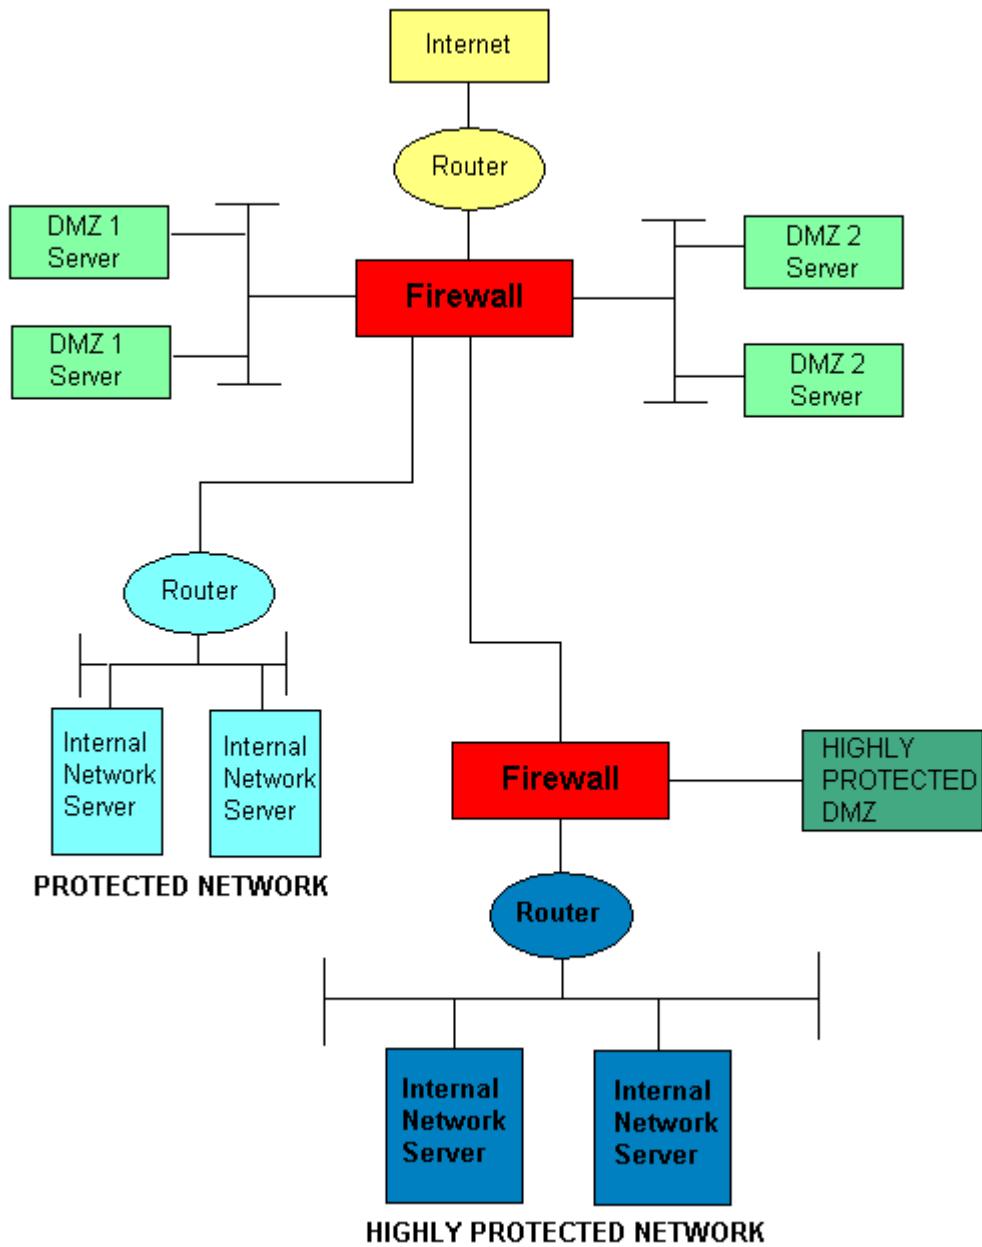 Internet
Router
DMZ 1
Server
DMZ 2
Server
Firewall
DMZ 1
Server
DMZ 2
Server
Router
Internal
Network
Server
Internal
Network
Server
PROTECTED NETWORK
Firewall
HIGHLY
PROTECTED
DMZ
Router
Internal
Network
Server
Internal
Network
Server
HIGHLY PROTECTED NETWORK